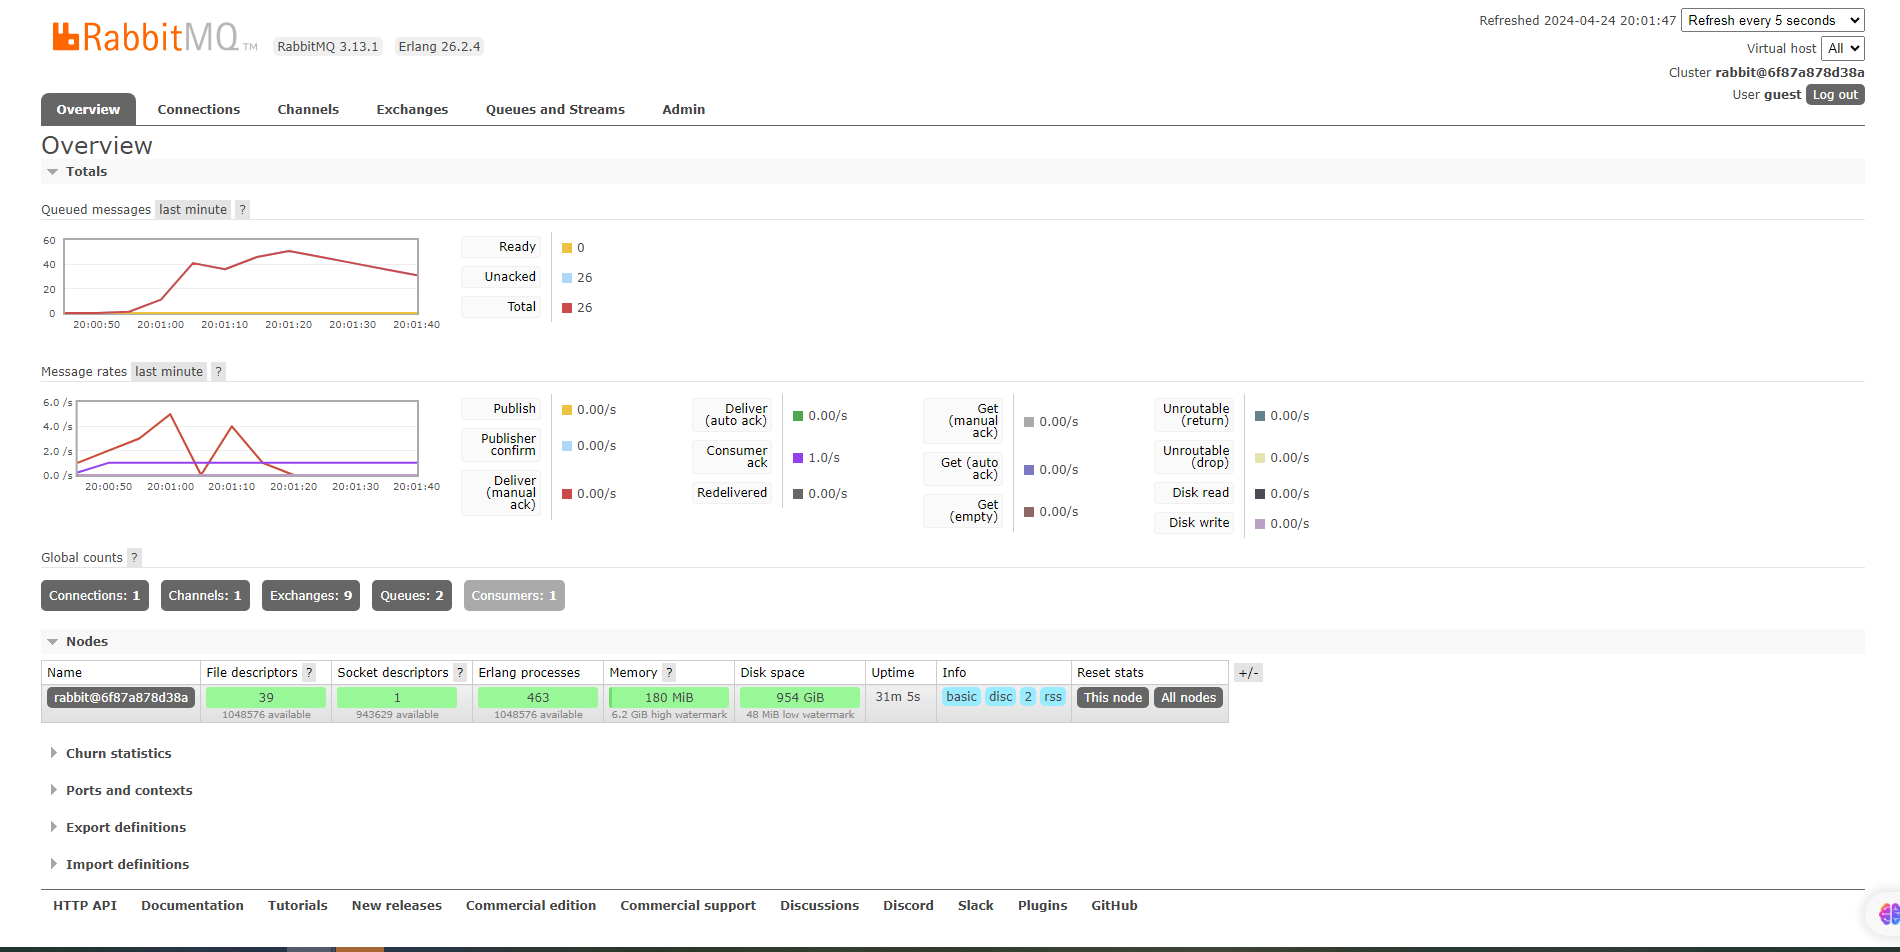 RabbitMQ TM RabbitMQ 3.13.1 Erlang 26.2.4
Refreshed 2024-04-24 20:01:47 Refresh every 5 seconds
Virtual host All
Cluster rabbit@6f87a878d38a
User guest Log out
Overview Connections Channels Exchanges Queues and Streams Admin
Overview
Totals
Queued messages last minute ?
60
40
20
0
20:00:50 20:01:00 20:01:10 20:01:20 20:01:30 20:01:40
Ready 0
Unacked 26
Total 26
Message rates last minute ?
6.0 /s
4.0 /s
2.0 /s
0.0 /s
20:00:50 20:01:00 20:01:10 20:01:20 20:01:30 20:01:40
Publish 0.00/s
Publisher
confirm 0.00/s
Deliver
(manual
ack) 0.00/s
Deliver
(auto ack) 0.00/s
Consumer
ack 1.0/s
Redelivered 0.00/s
Get
(manual
ack) 0.00/s
Get (auto
ack) 0.00/s
Get
(empty) 0.00/s
Unroutable
(return) 0.00/s
Unroutable
(drop) 0.00/s
Disk read 0.00/s
Disk write 0.00/s
Global counts ?
Connections: 1 Channels: 1 Exchanges: 9 Queues: 2 Consumers: 1
Nodes
Name File descriptors ? Socket descriptors ? Erlang processes Memory ? Disk space Uptime Info Reset stats +/-
rabbit@6f87a878d38a 39 1 463 180 MiB 954 GiB 31m 5s basic disc 2 rss This node All nodes
1048576 available 943629 available 1048576 available 6.2 GiB high watermark 48 MiB low watermark
Churn statistics
Ports and contexts
Export definitions
Import definitions
HTTP API Documentation Tutorials New releases Commercial edition Commercial support Discussions Discord Slack Plugins GitHub